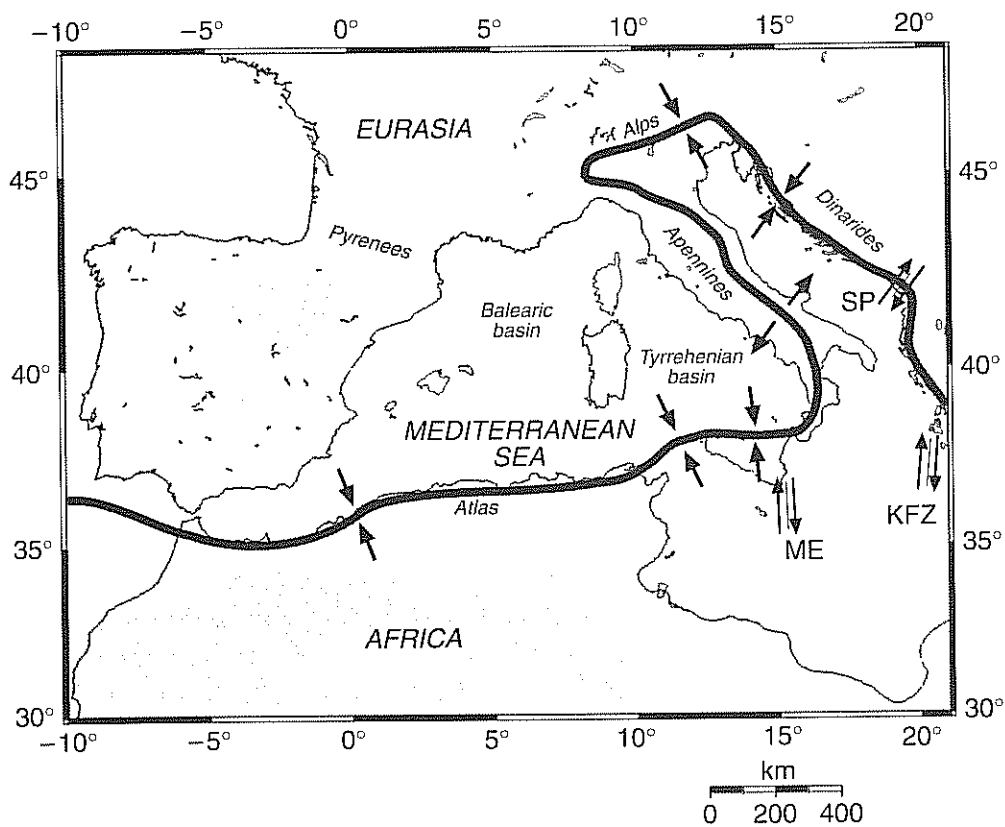 −10° −5° 0° 5° 10° 15° 20°
EURASIA
Alps
45° 45°
Pyrenees
Dinarides
Apennines
SP
Balearic
basin
Tyrrehenian
basin
40° 40°
MEDITERRANEAN
SEA
Atlas
KFZ
35° 35°
ME
AFRICA
30° 30°
−10° −5° 0° 5° 10° 15° 20°
km
0 200 400